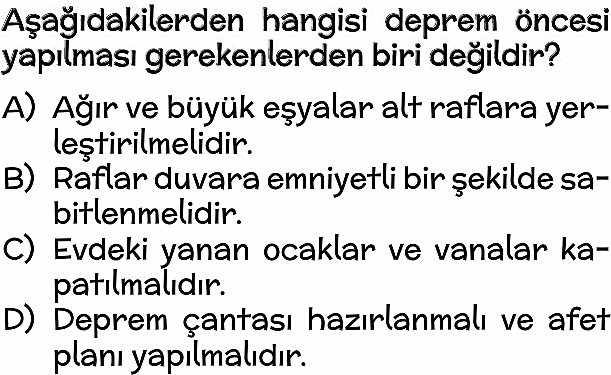 Aşağıdakilerden hangisi deprem öncesi
yapılması gerekenlerden biri değildir?
A) Ağır ve büyük eşyalar alt raflara yer-
leştirilmelidir.
B) Raflar duvara emniyetli bir şekilde sa-
bitlenmelidir.
C) Evdeki yanan ocaklar ve vanalar ka-
patılmalıdır.
D) Deprem çantası hazırlanmalı ve afet
planı yapılmalıdır.